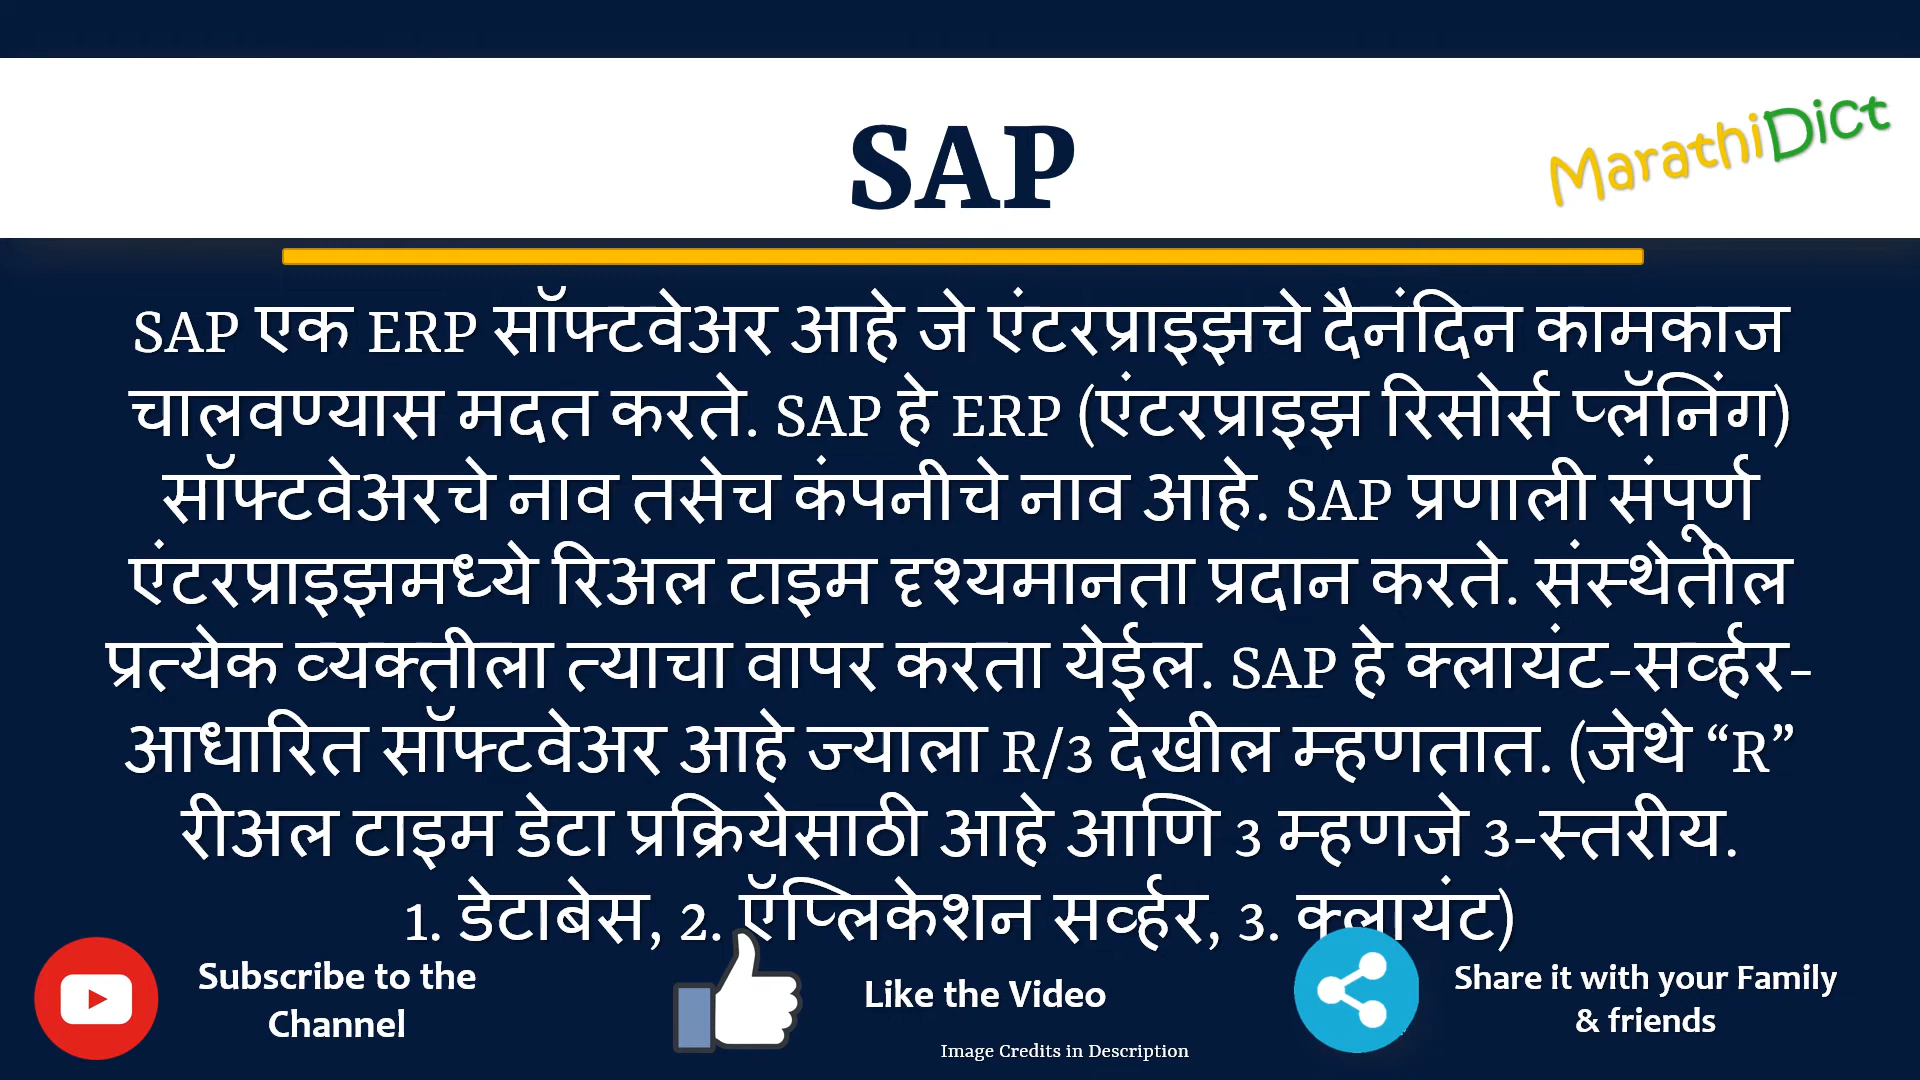 SAP
MarathiDict
SAP एक ERP सॉफ्टवेअर आहे जे एंटरप्राइझचे दैनंदिन कामकाज
चालवण्यास मदत करते. SAP हे ERP (एंटरप्राइझ रिसोर्स प्लॅनिंग)
सॉफ्टवेअरचे नाव तसेच कंपनीचे नाव आहे. SAP प्रणाली संपूर्ण
एंटरप्राइझमध्ये रिअल टाइम दृश्यमानता प्रदान करते. संस्थेतील
प्रत्येक व्यक्तीला त्याचा वापर करता येईल. SAP हे क्लायंट-सर्व्हर-
आधारित सॉफ्टवेअर आहे ज्याला R/3 देखील म्हणतात. (जेथे “R”
रीअल टाइम डेटा प्रक्रियेसाठी आहे आणि 3 म्हणजे 3-स्तरीय.
1. डेटाबेस, 2. ऍप्लिकेशन सर्व्हर, 3. क्लायंट)
Subscribe to the
Channel
Like the Video
Share it with your Family
& friends
Image Credits in Description